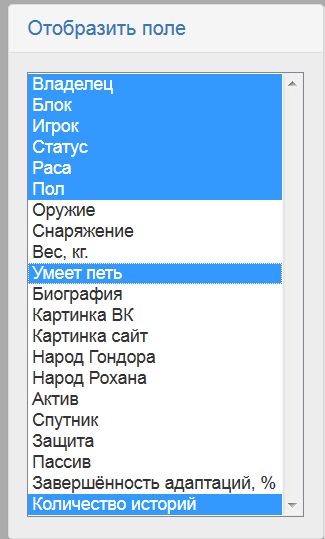 Отобразить поле
Владелец
Блок
Игрок
Статус
Раса
Пол
Оружие
Снаряжение
Вес, кг.
Умеет петь
Биография
Картинка ВК
Картинка сайт
Народ Гондора
Народ Рохана
Актив
Спутник
Защита
Пассив
Завершённость адаптаций, %
Количество историй